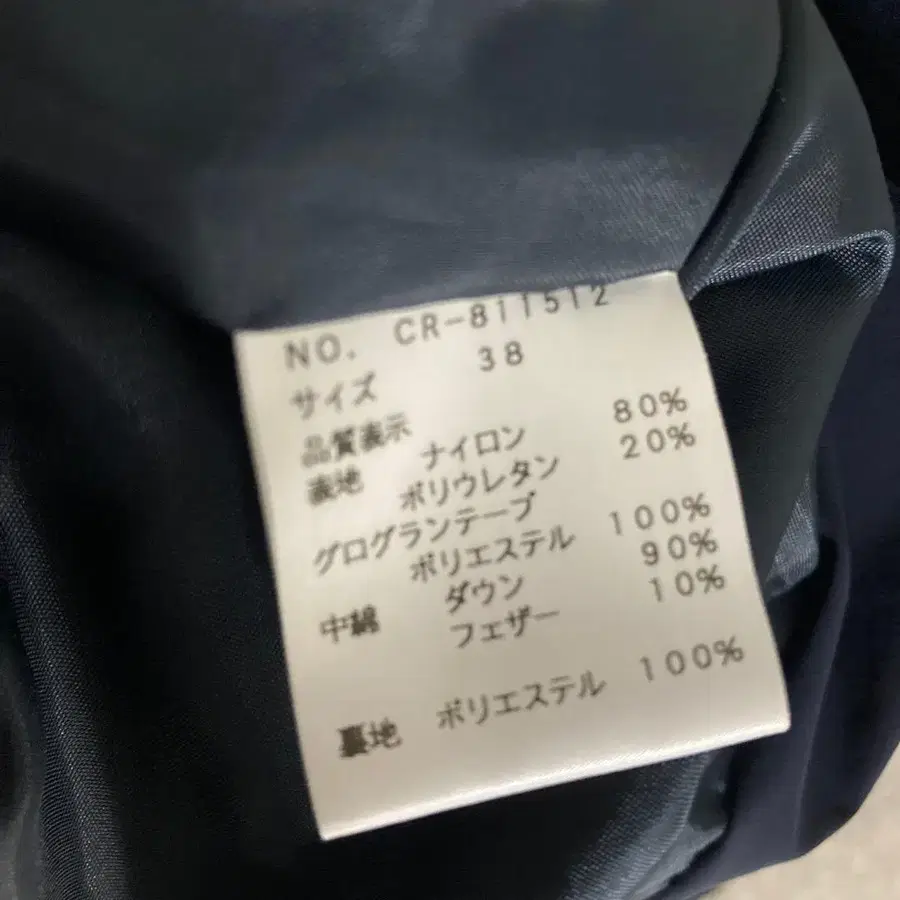 NO. CR-811512
サイズ 38
品質表示
表地 ナイロン 80%
ポリウレタン 20%
グログランテープ
ポリエステル 100%
中綿 ダウン 90%
フェザー 10%
裏地 ポリエステル 100%